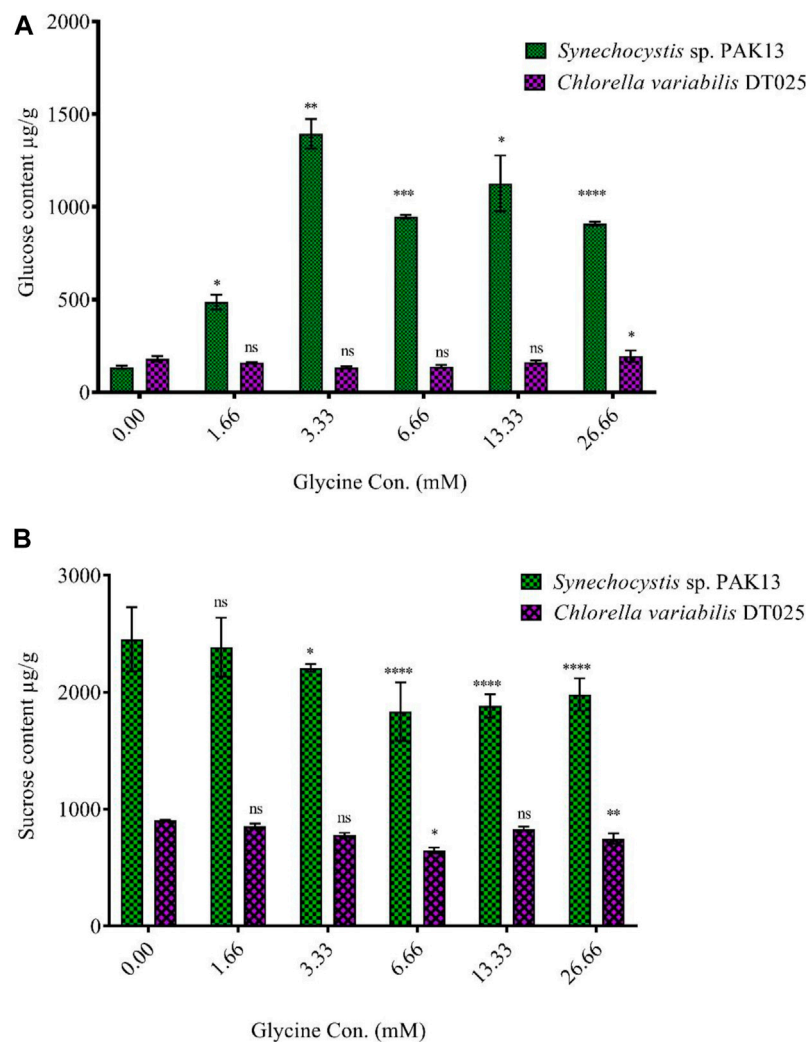 A
2000
1500
1000
500
0
Glucose content µg/g
Synechocystis sp. PAK13
Chlorella variabilis DT025
*
ns
**
ns
***
ns
*
ns
****
*
0.00
1.66
3.33
6.66
13.33
26.66
Glycine Con. (mM)
B
3000
2000
1000
0
Sucrose content µg/g
Synechocystis sp. PAK13
Chlorella variabilis DT025
ns
ns
*
ns
****
*
****
ns
****
**
0.00
1.66
3.33
6.66
13.33
26.66
Glycine Con. (mM)